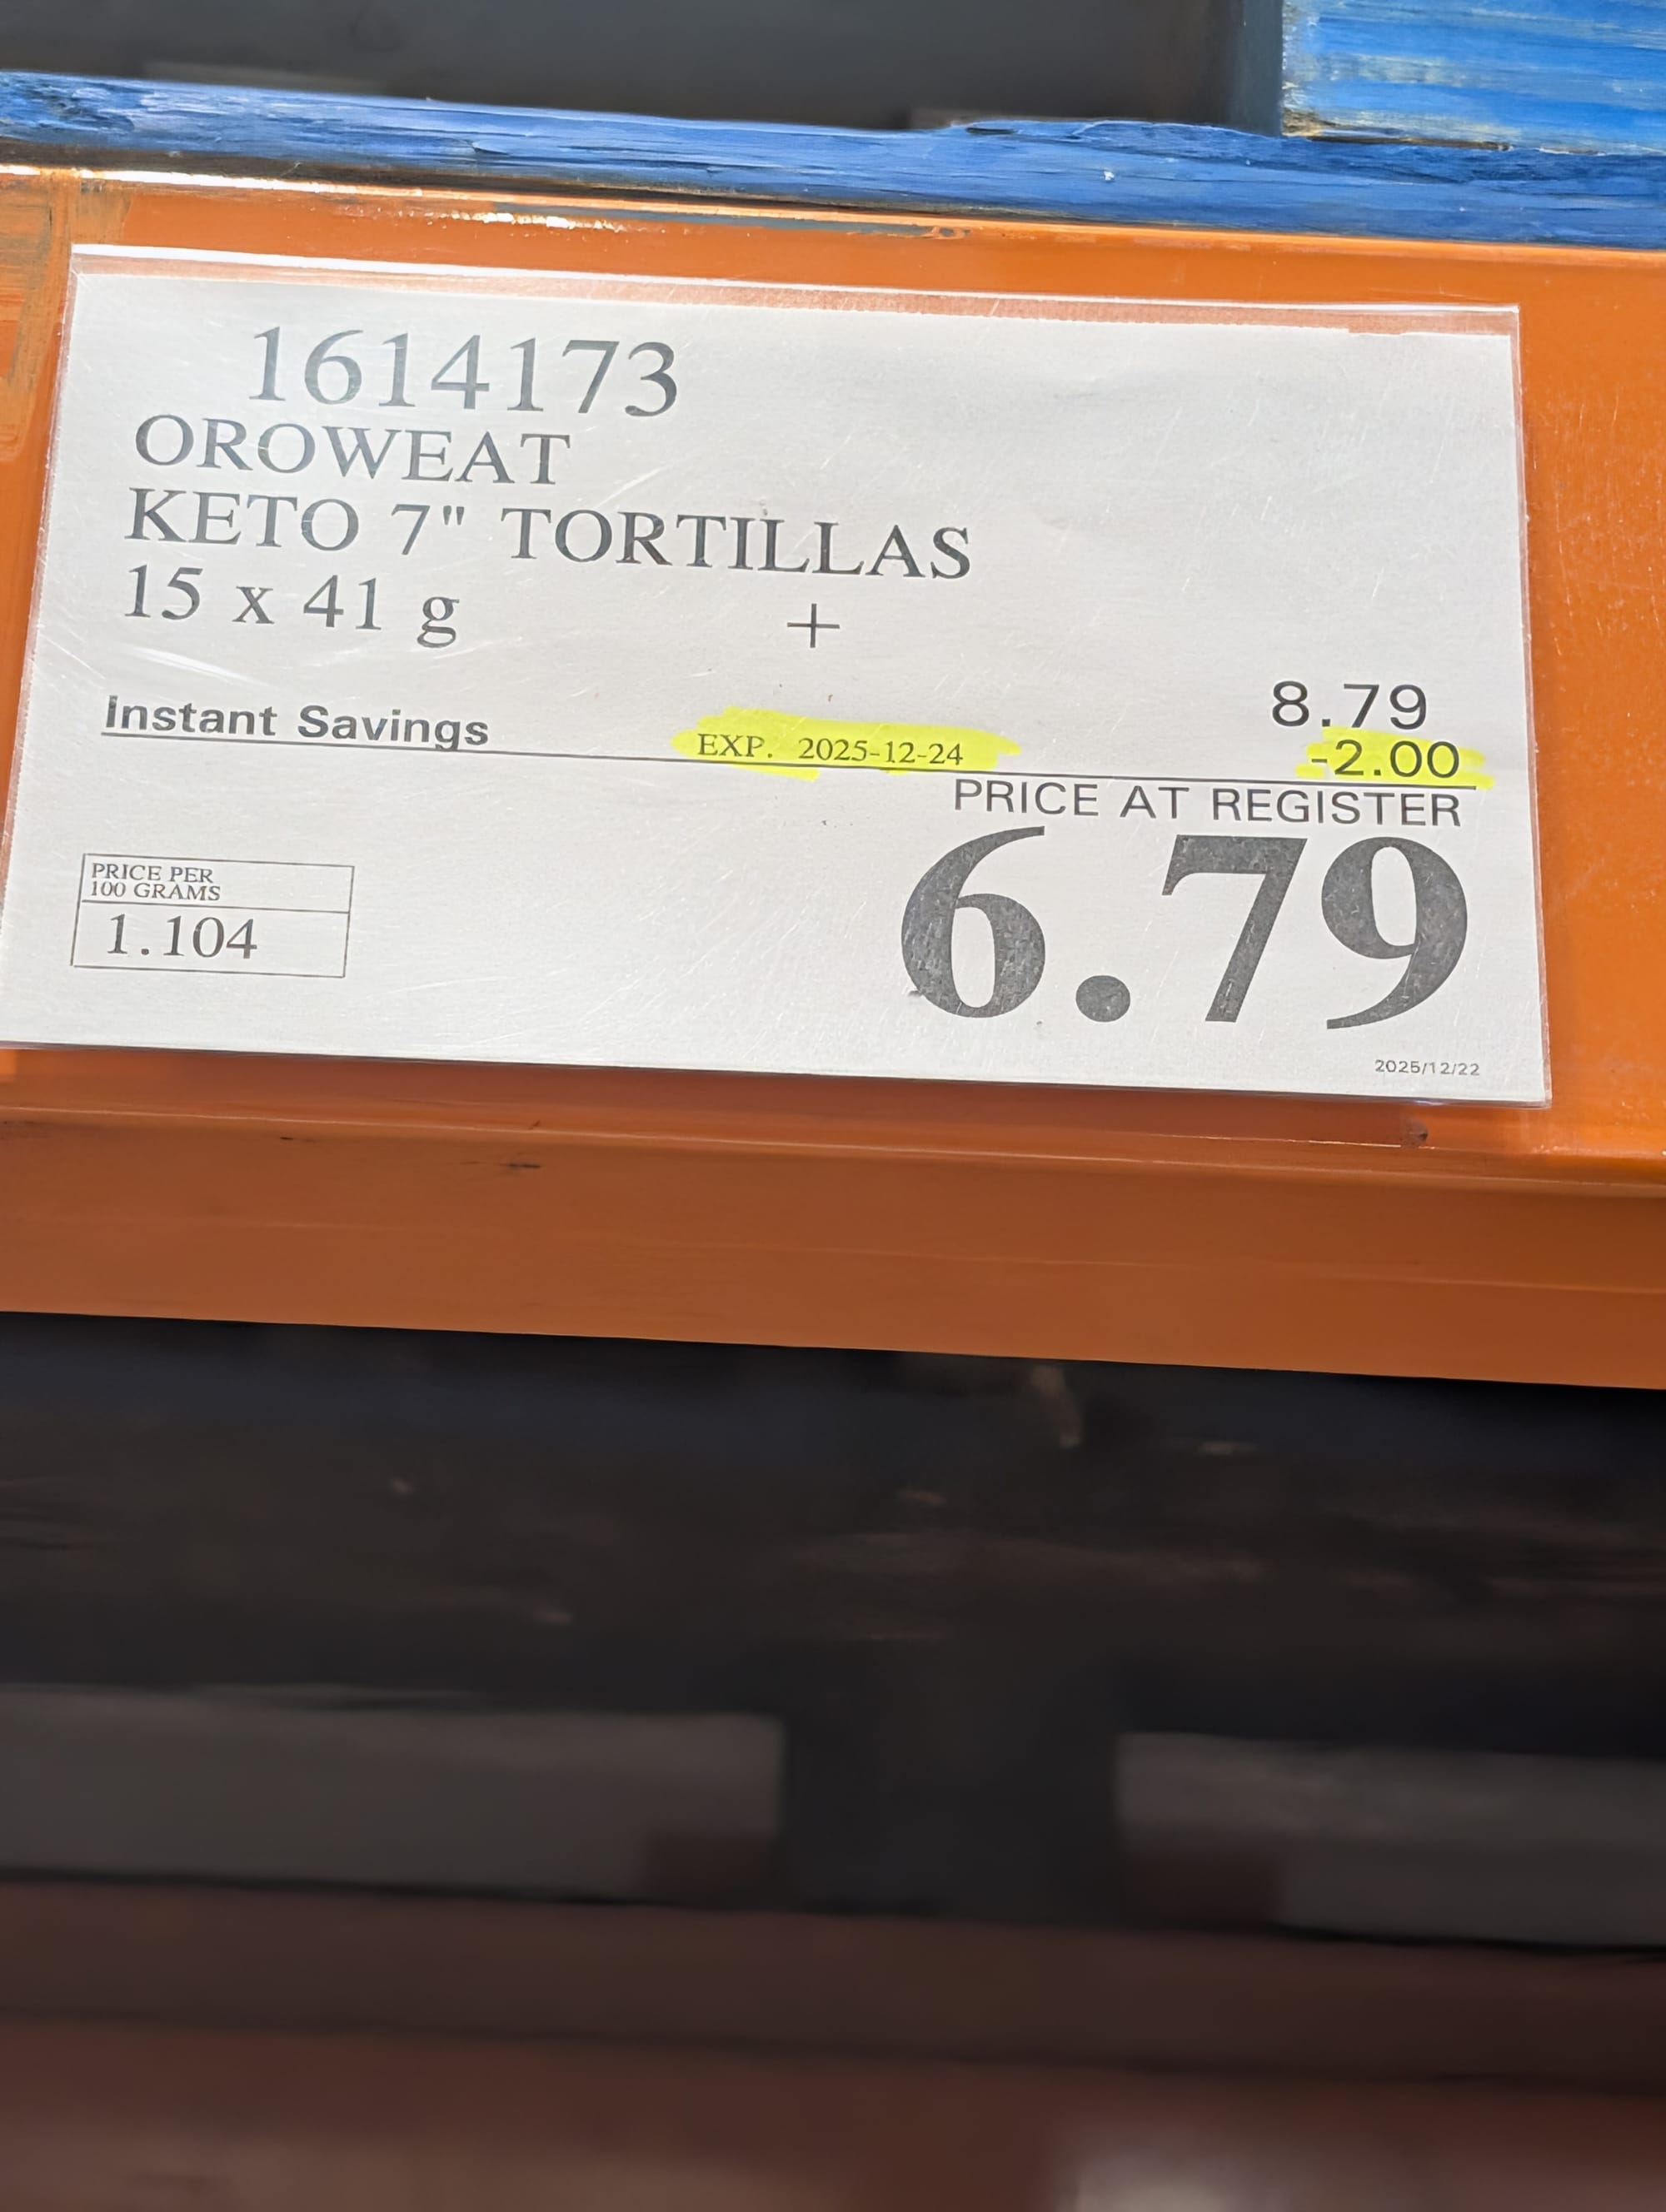 1614173
OROWEAT
KETO 7" TORTILLAS
15 x 41 g +
8.79
Instant Savings EXP. 2025-12-24 -2.00
PRICE AT REGISTER
6.79
PRICE PER
100 GRAMS
1.104
2025/12/22